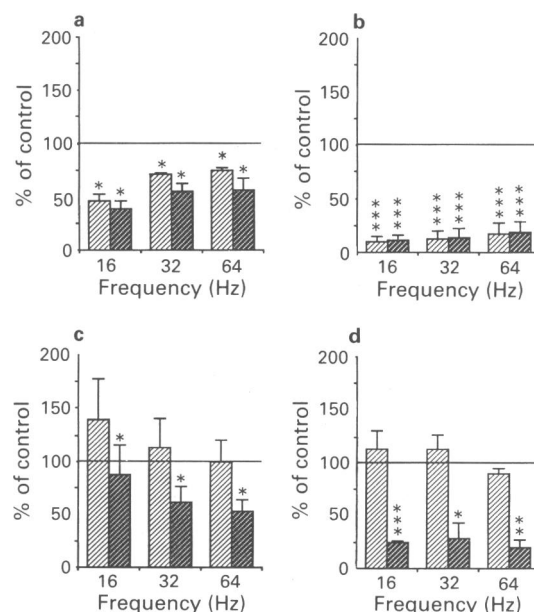 a
200
150
100
50
0
% of control
* * * * * *
16 32 64
Frequency (Hz)
b
200
150
100
50
0
% of control
*** *** *** *** *** ***
16 32 64
Frequency (Hz)
c
200
150
100
50
0
% of control
* * *
16 32 64
Frequency (Hz)
d
200
150
100
50
0
% of control
*** * **
16 32 64
Frequency (Hz)